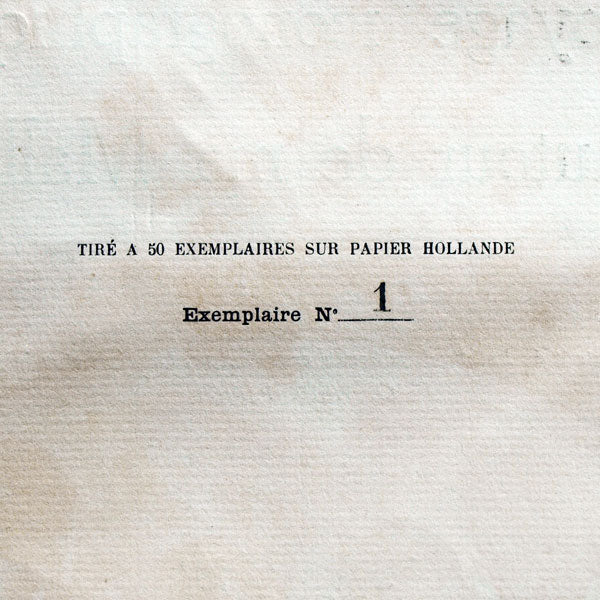 TIRÉ A 50 EXEMPLAIRES SUR PAPIER HOLLANDE
Exemplaire N° 1